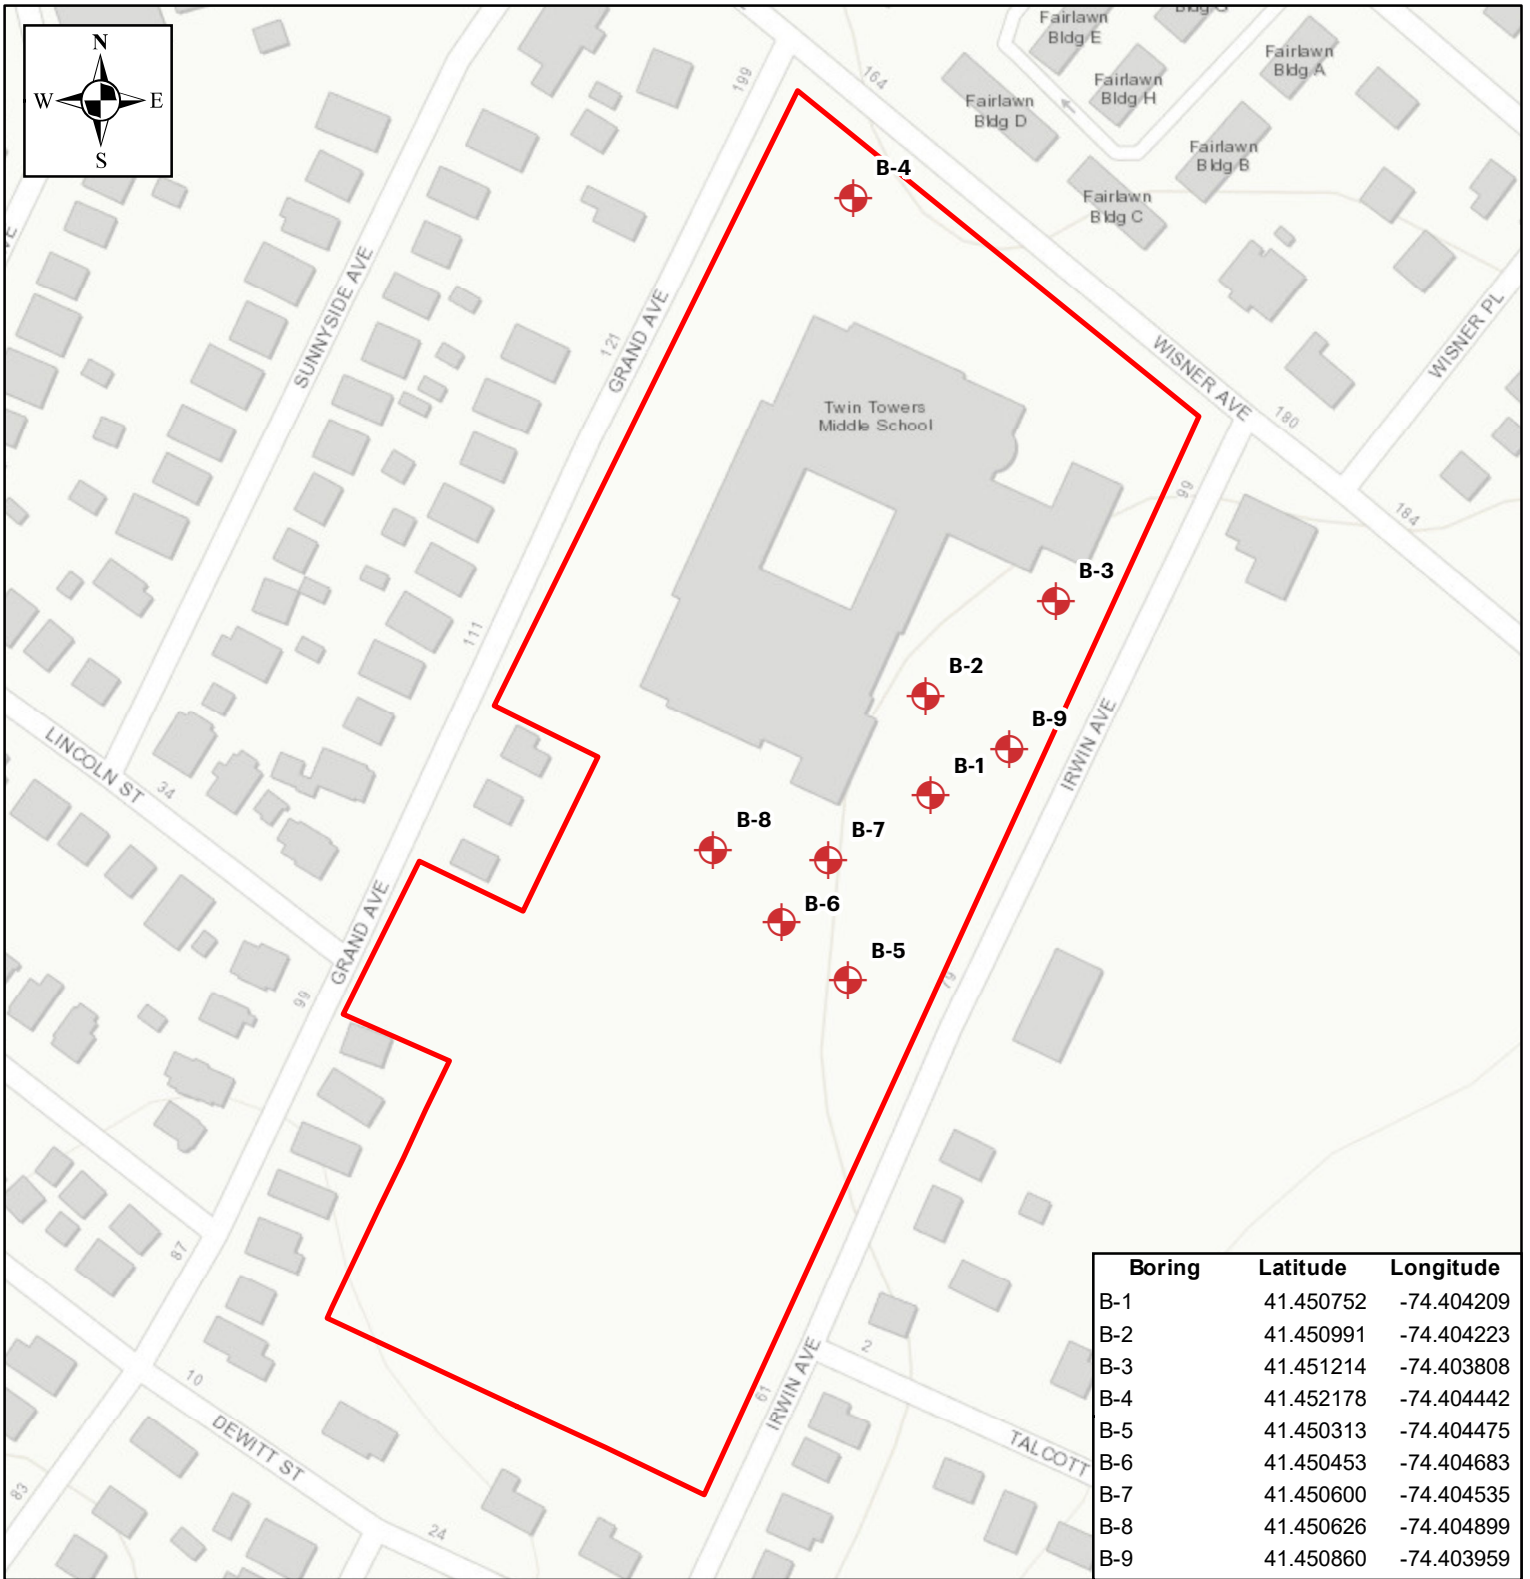 N
W E
S
Fairlawn
Bldg E
Fairlawn
Bldg A
Fairlawn
Bldg H
Fairlawn
Bldg D
Fairlawn
Bldg B
Fairlawn
Bldg C
199
164
B-4
SUNNYSIDE AVE
121
GRAND AVE
WISNER AVE
WISNER PL
180
Twin Towers
Middle School
99
184
B-3
111
B-2
B-9
IRWIN AVE
B-1
LINCOLN ST
34
B-8
B-7
B-6
GRAND AVE
99
B-5
79
87
10
DEWITT ST
83
24
61
IRWIN AVE
2
TALCOTT
Boring Latitude Longitude
B-1 41.450752 -74.404209
B-2 41.450991 -74.404223
B-3 41.451214 -74.403808
B-4 41.452178 -74.404442
B-5 41.450313 -74.404475
B-6 41.450453 -74.404683
B-7 41.450600 -74.404535
B-8 41.450626 -74.404899
B-9 41.450860 -74.403959